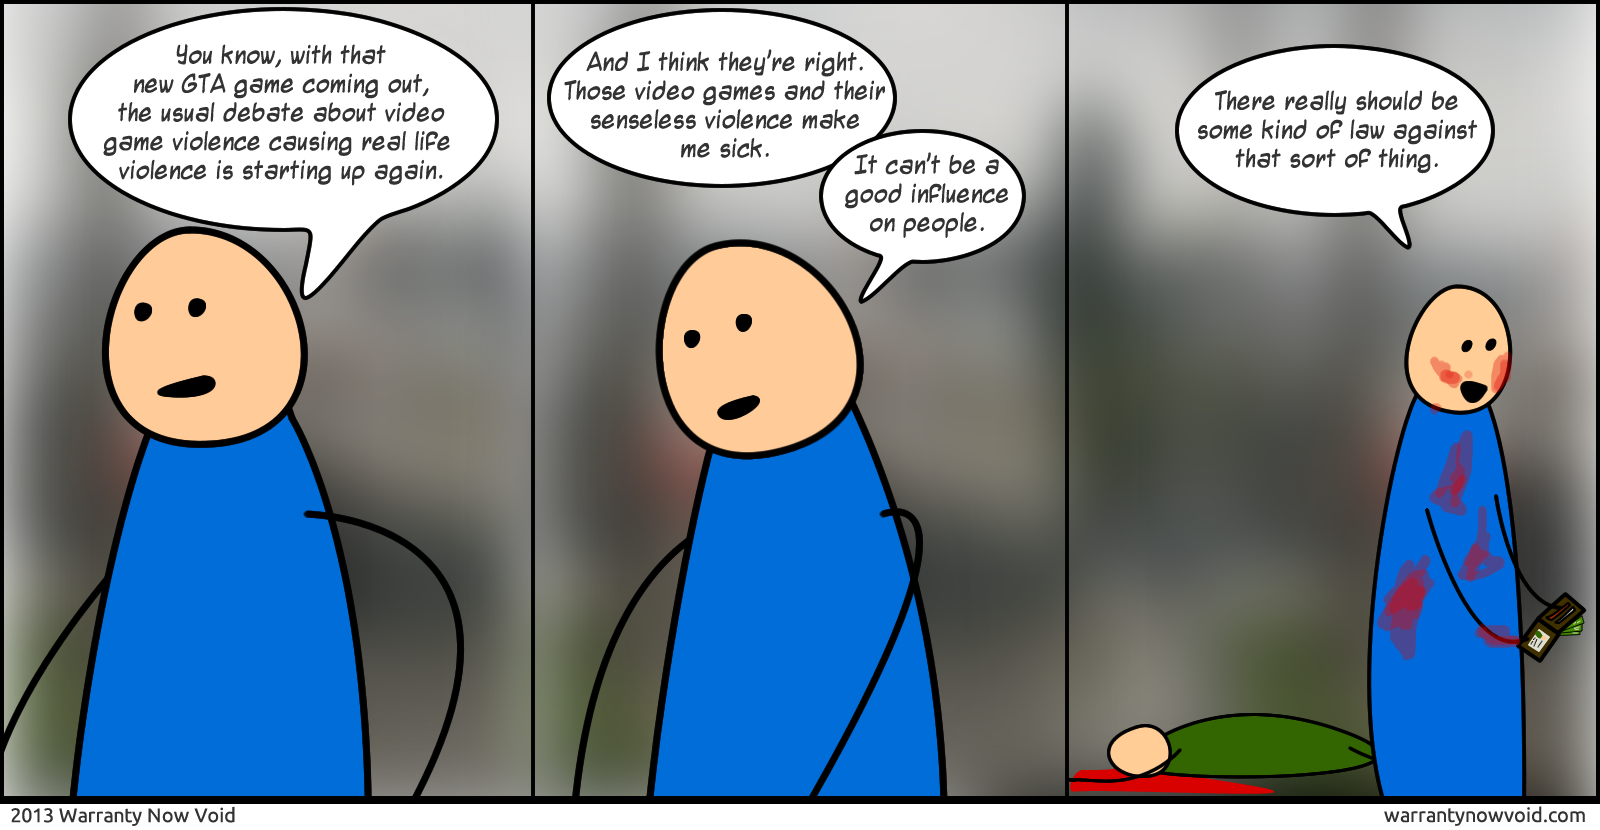 You know, with that
new GTA game coming out,
the usual debate about video
game violence causing real life
violence is starting up again.
And I think they're right.
Those video games and their
senseless violence make
me sick.
It can't be a
good influence
on people.
There really should be
some kind of law against
that sort of thing.
2013 Warranty Now Void
warrantynowvoid.com